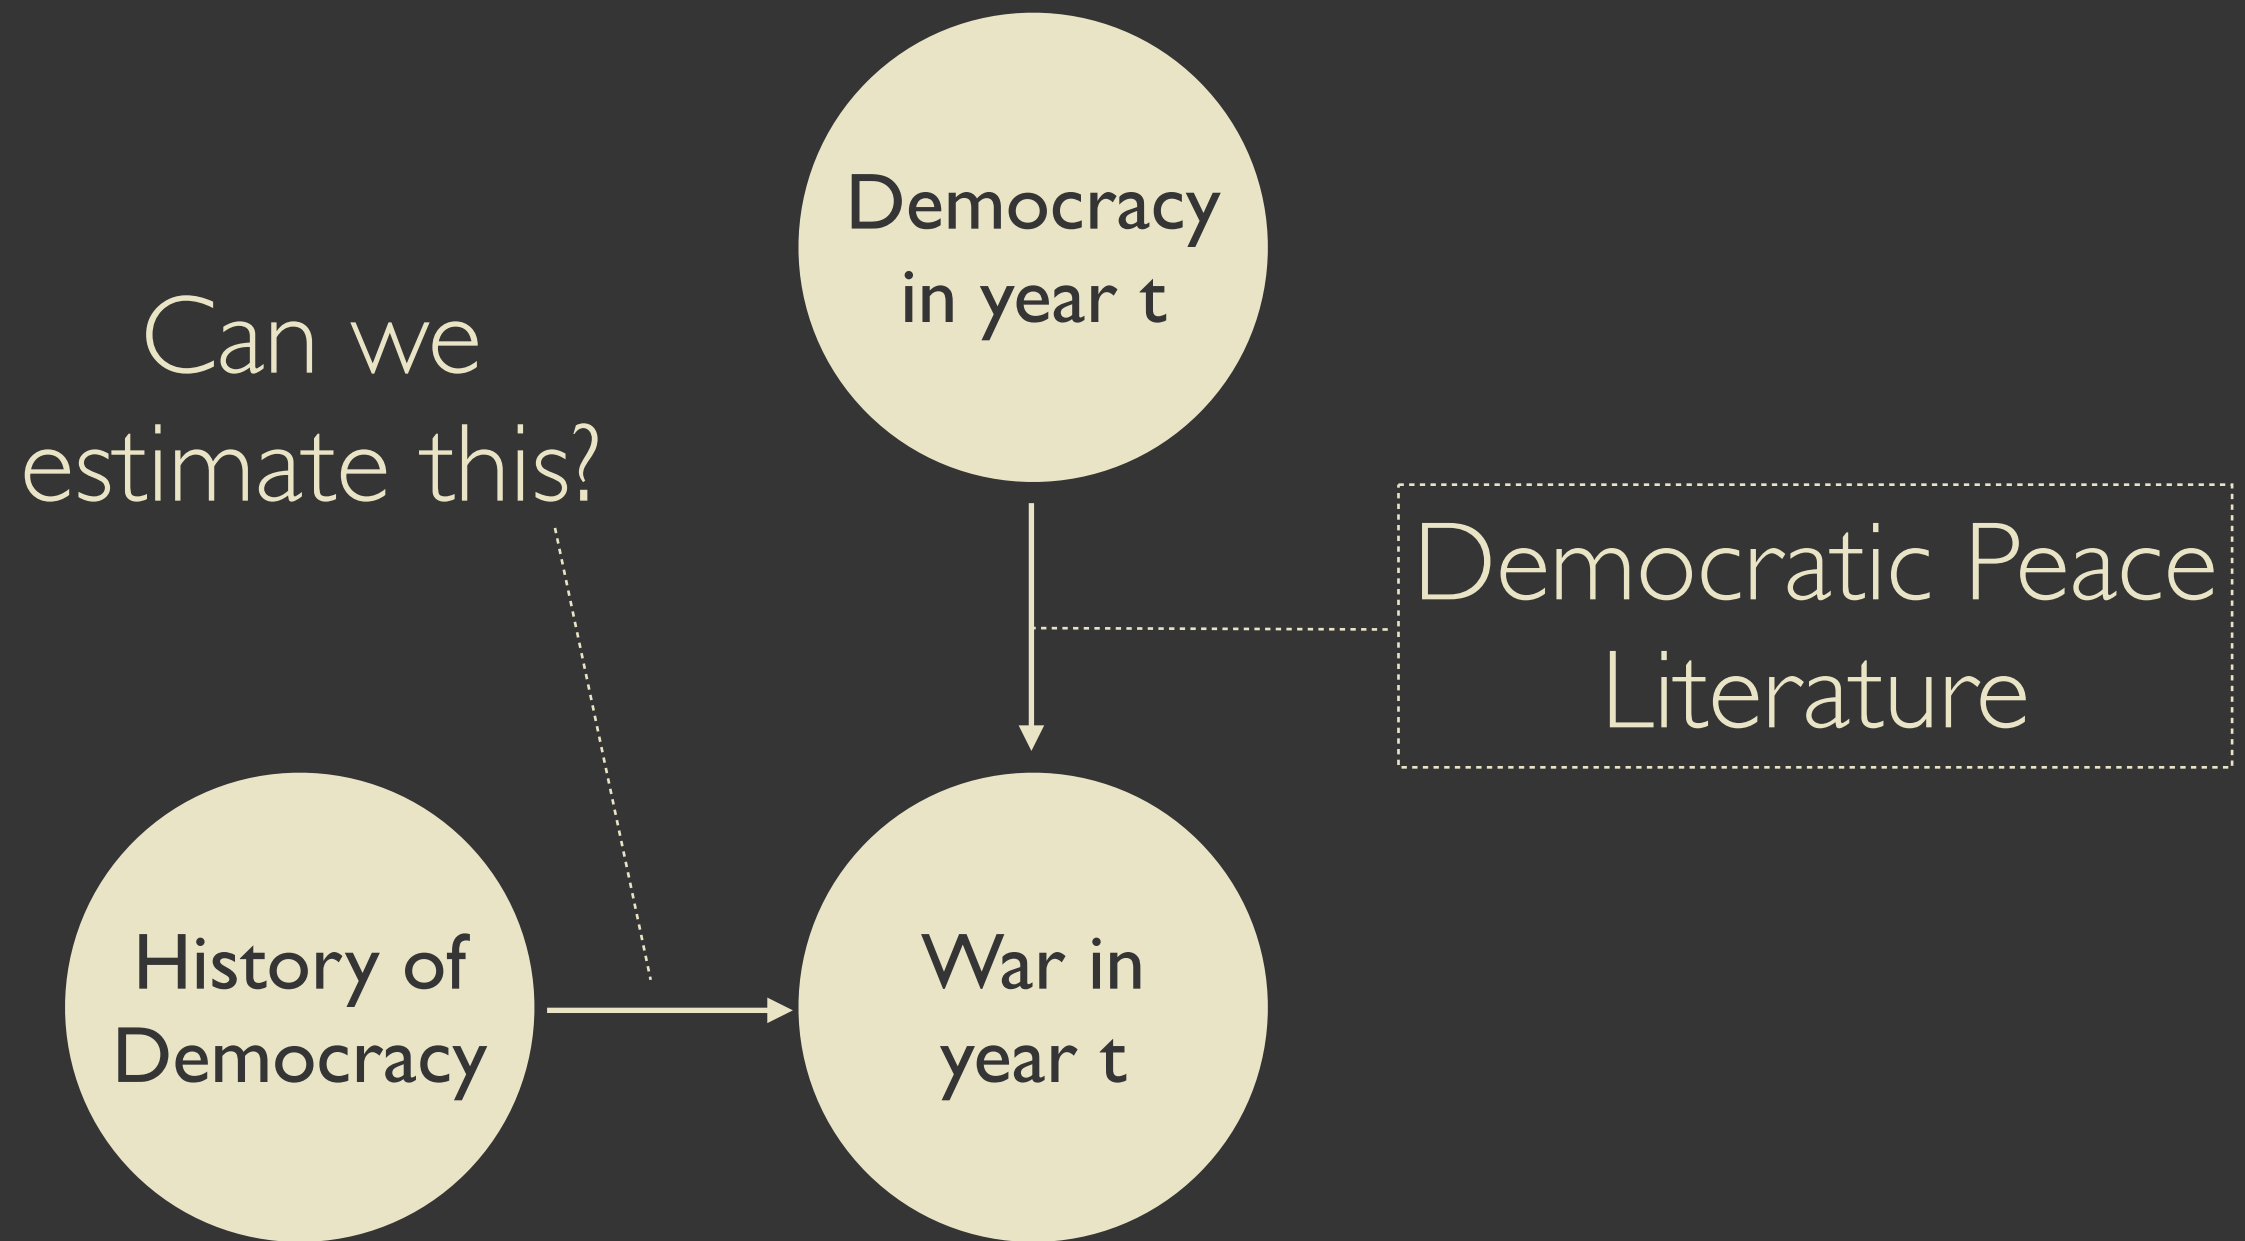 Democracy
in year t
Can we
estimate this?
Democratic Peace
Literature
History of
Democracy
War in
year t